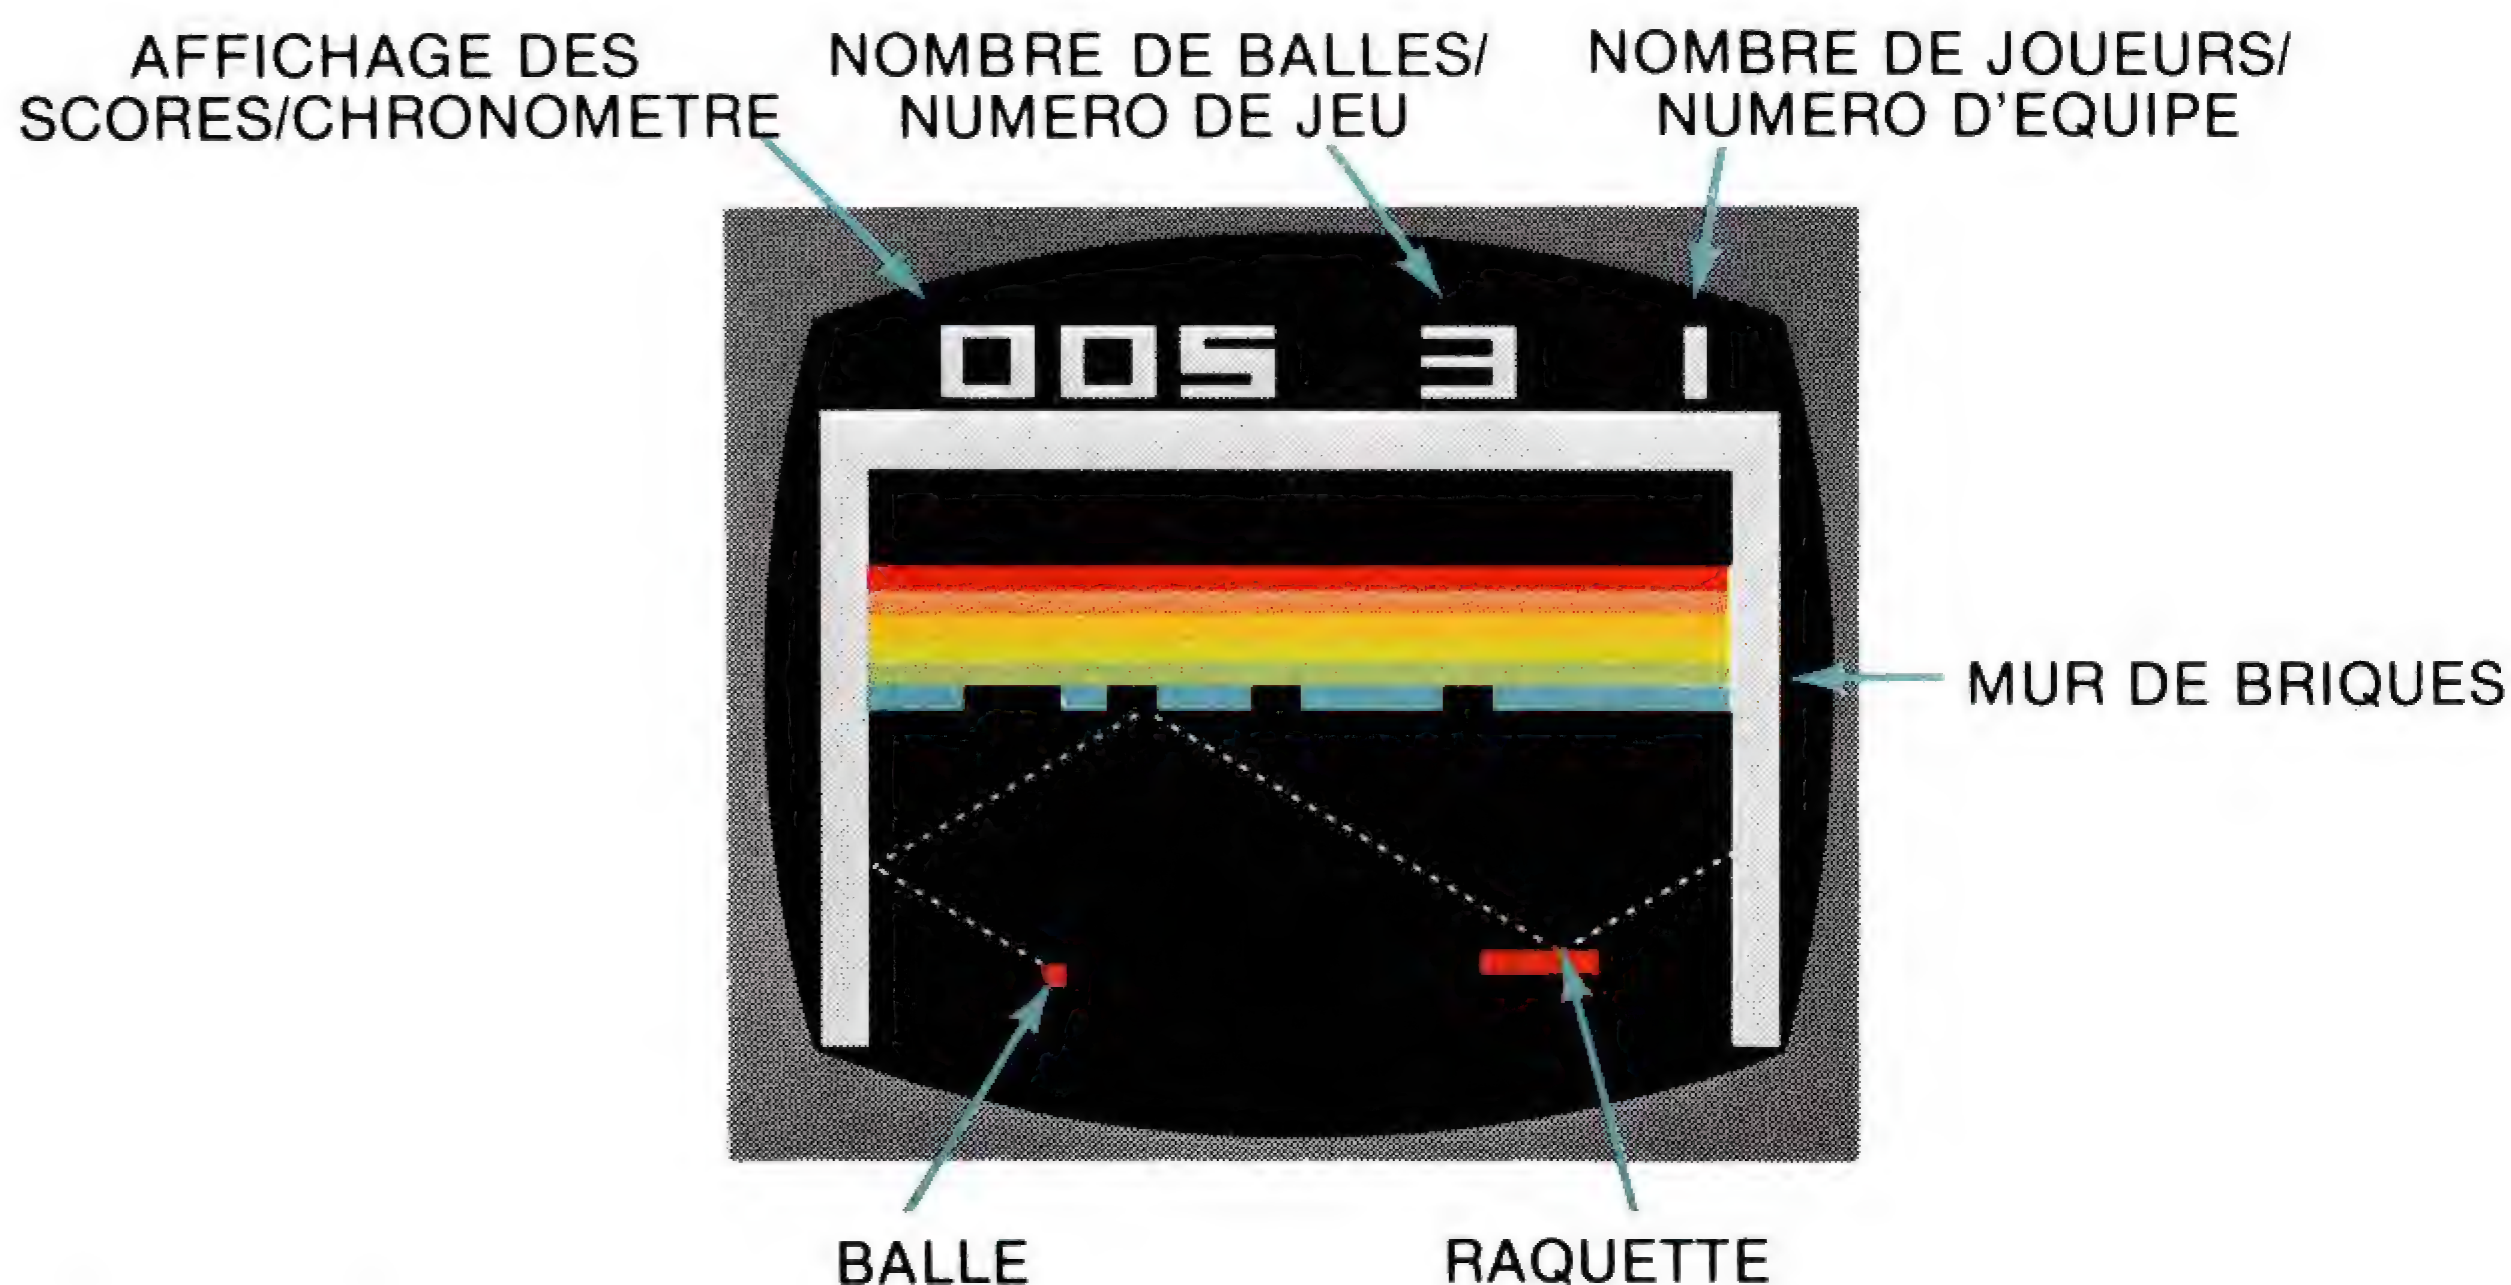 AFFICHAGE DES
SCORES/CHRONOMETRE
NOMBRE DE BALLES/
NUMERO DE JEU
NOMBRE DE JOUEURS/
NUMERO D'EQUIPE
005 3 1
MUR DE BRIQUES
BALLE
RAQUETTE